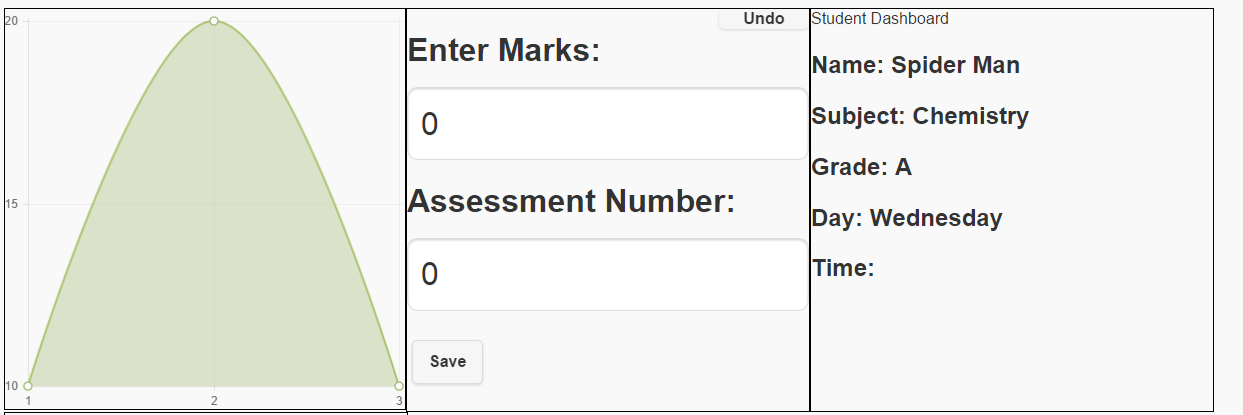 20
15
10
1 2 3
Undo
Enter Marks:
0
Assessment Number:
0
Save
Student Dashboard
Name: Spider Man
Subject: Chemistry
Grade: A
Day: Wednesday
Time: